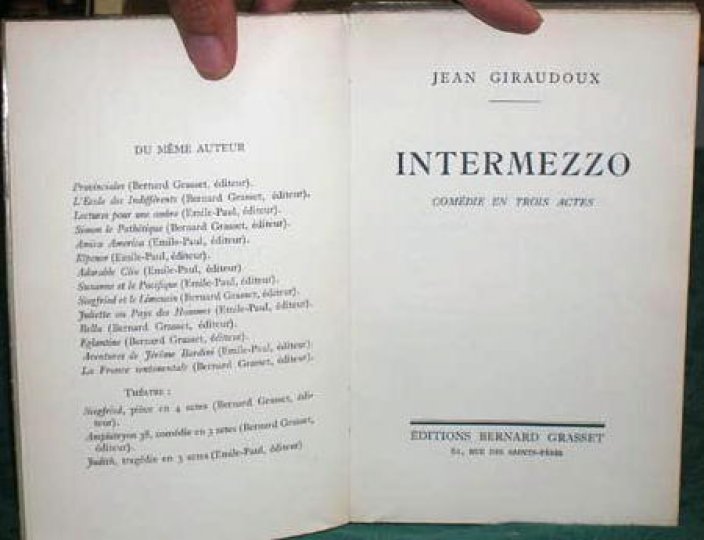 DU MÊME AUTEUR
Provinciales (Bernard Grasset, éditeur).
L'Ecole des Indifférents (Bernard Grasset, éditeur).
Lectures pour une ombre (Emile-Paul, éditeur).
Simon le Pathétique (Bernard Grasset, éditeur).
Amica America (Emile-Paul, éditeur).
Elpenor (Emile-Paul, éditeur).
Adorable Clio (Emile-Paul, éditeur)
Suzanne et le Pacifique (Emile-Paul, éditeur).
Siegfried et le Limousin (Bernard Grasset, éditeur).
Juliette au Pays des Hommes (Emile-Paul, éditeur).
Bella (Bernard Grasset, éditeur).
Eglantine (Bernard Grasset, éditeur).
Aventures de Jérôme Bardini (Emile-Paul, éditeur).
La France sentimentale (Bernard Grasset, éditeur).
THÉATRE :
Siegfried, pièce en 4 actes (Bernard Grasset, édi-
teur).
Amphitryon 38, comédie en 3 actes (Bernard Grasset,
éditeur).
Judith, tragédie en 3 actes (Emile-Paul, éditeur)
JEAN GIRAUDOUX
INTERMEZZO
COMÉDIE EN TROIS ACTES
ÉDITIONS BERNARD GRASSET
61, RUE DES SAINTS-PÈRES